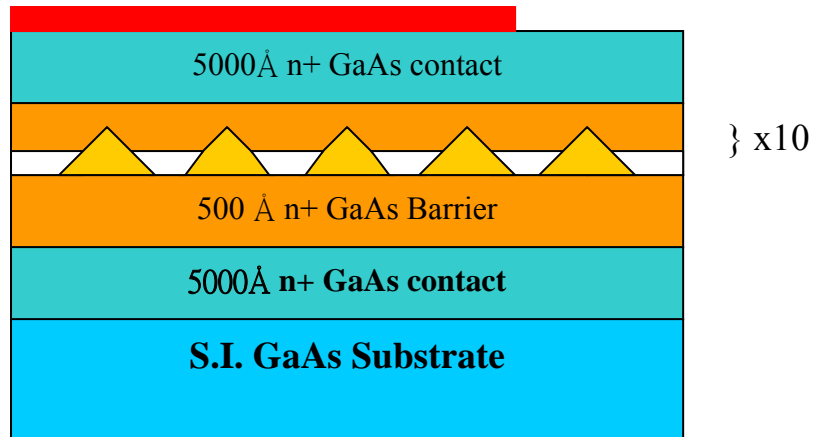 5000Å n+ GaAs contact
} x10
500 Å n+ GaAs Barrier
5000Å n+ GaAs contact
S.I. GaAs Substrate